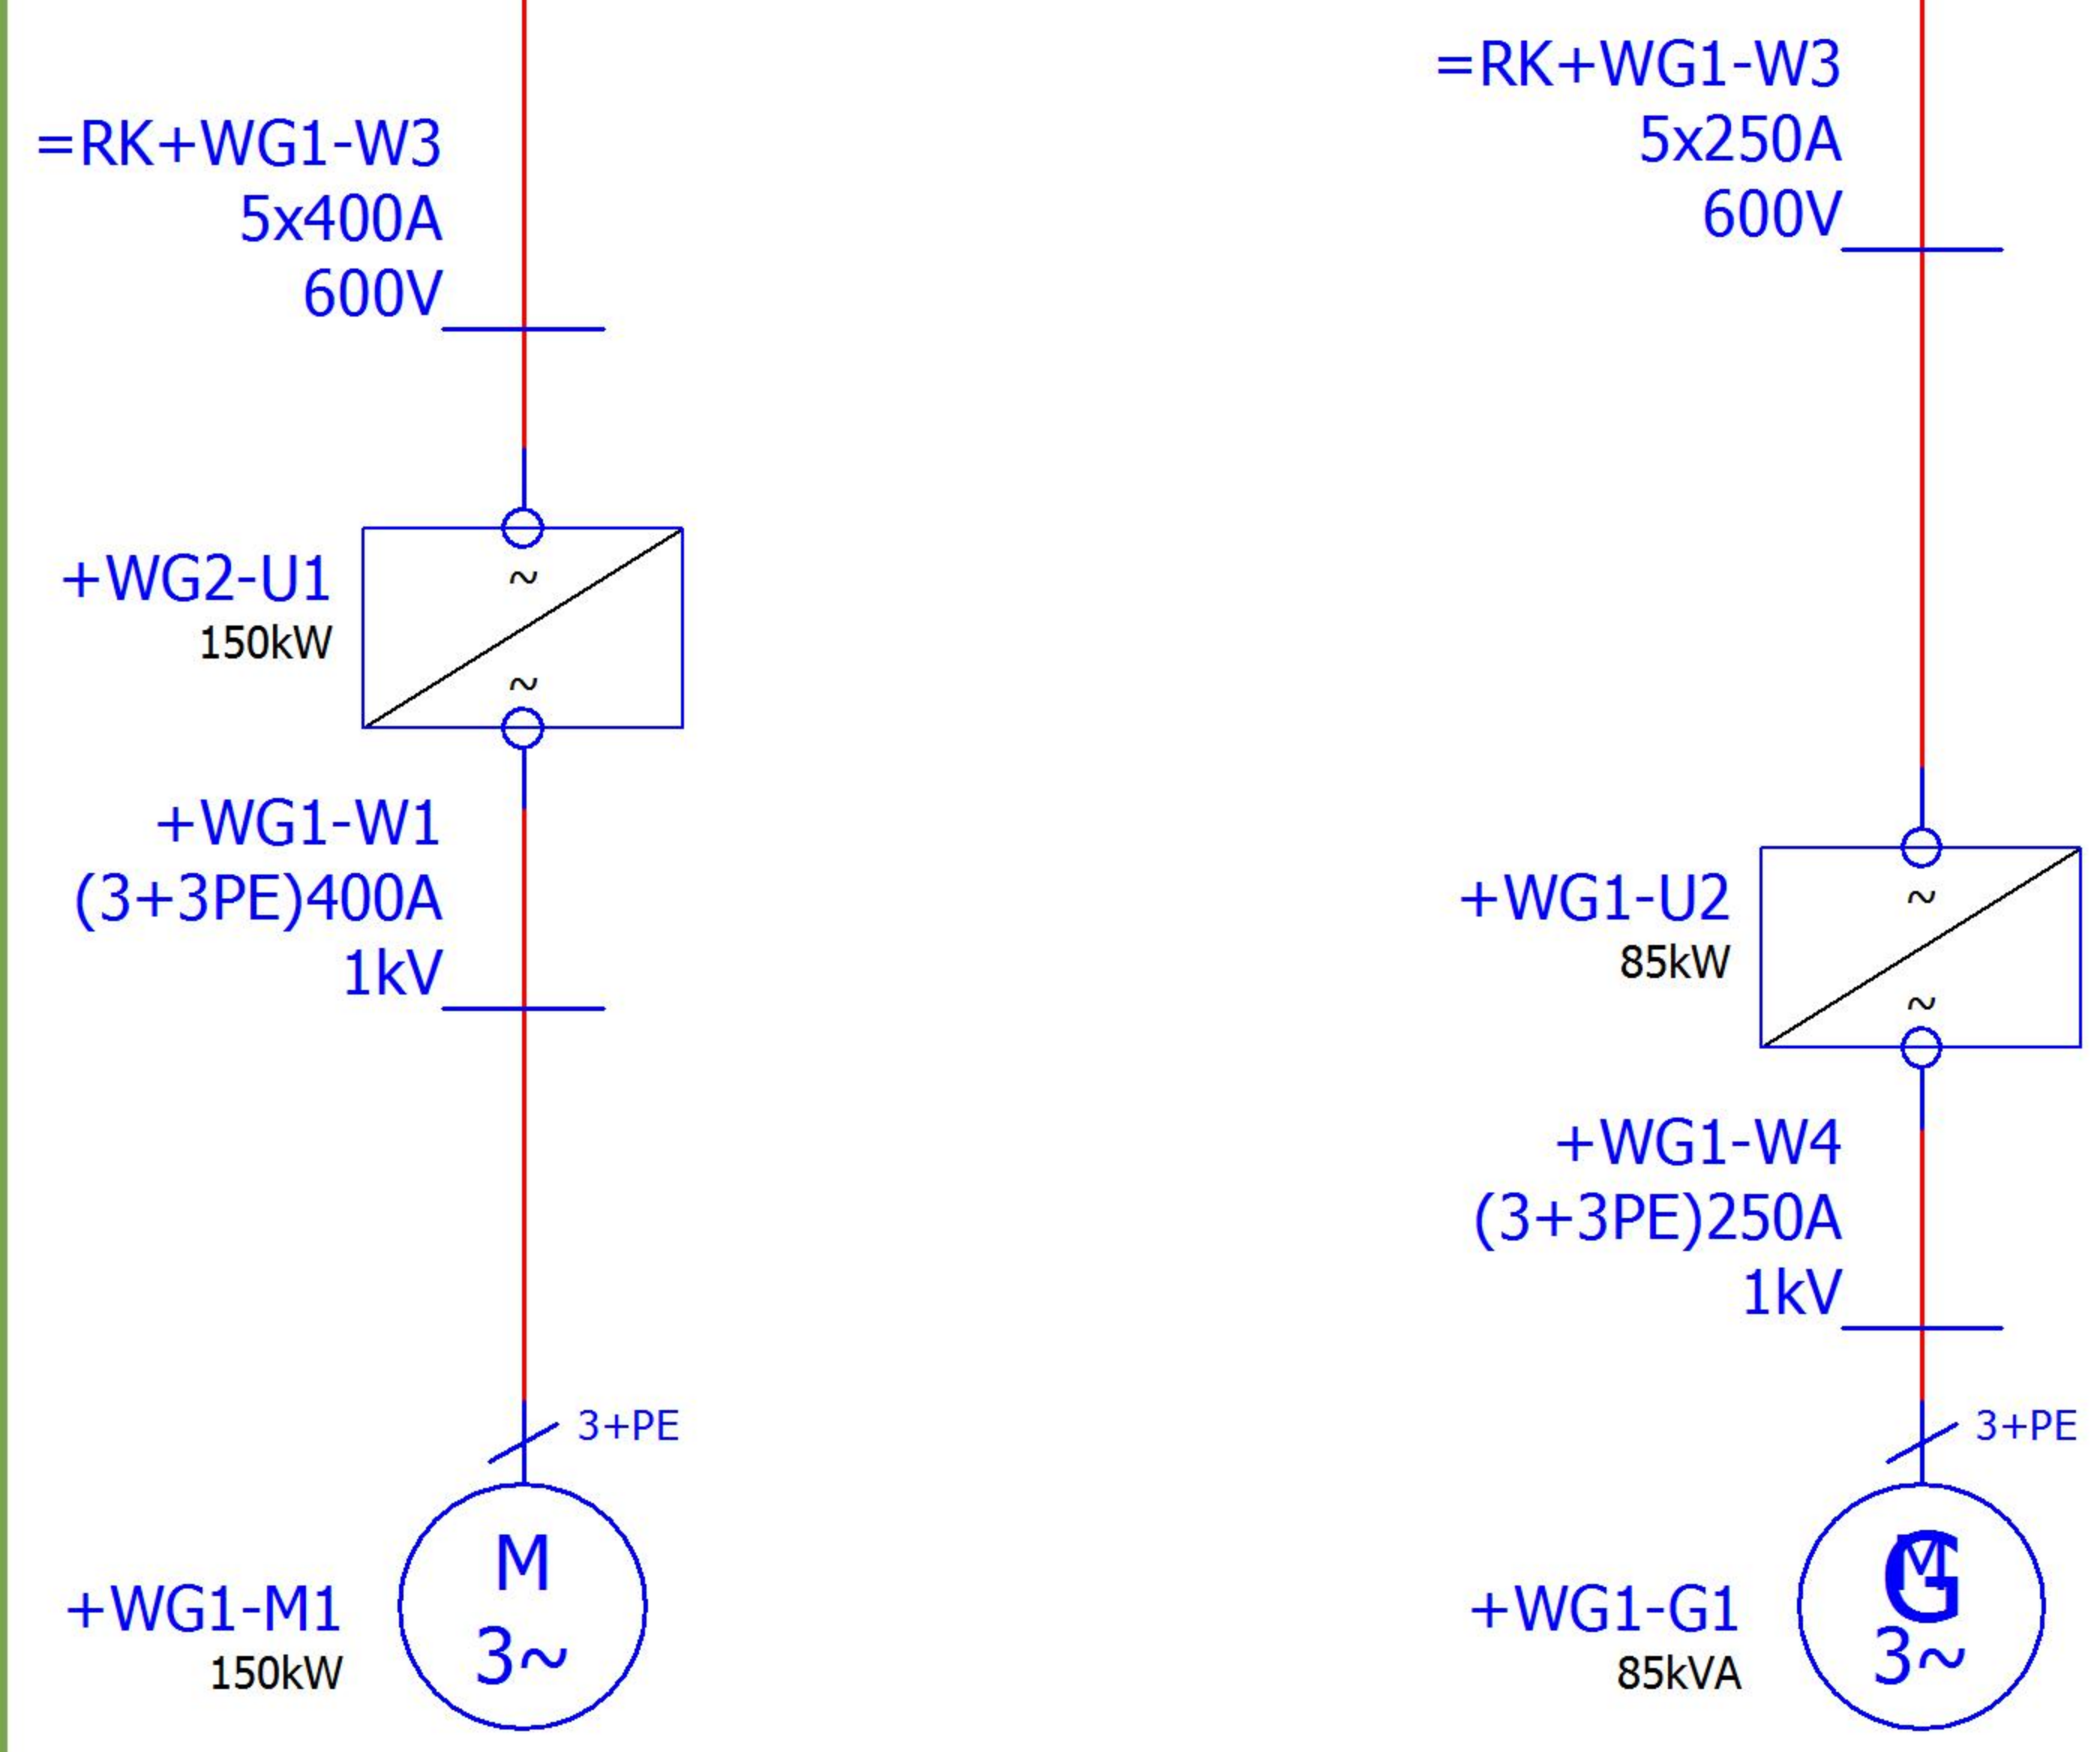 =RK+WG1-W3
5x400A
600V
+WG2-U1
150kW
~
~
+WG1-W1
(3+3PE)400A
1kV
3+PE
M
3~
+WG1-M1
150kW
=RK+WG1-W3
5x250A
600V
+WG1-U2
85kW
~
~
+WG1-W4
(3+3PE)250A
1kV
3+PE
G
M
3~
+WG1-G1
85kVA